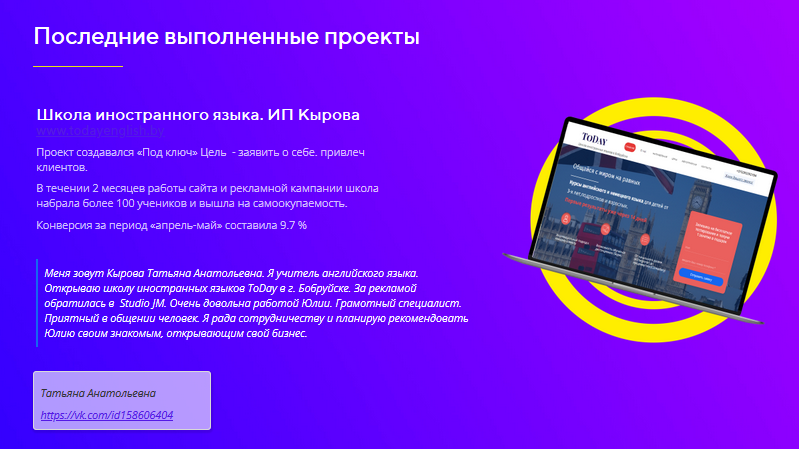 Последние выполненные проекты
Школа иностранного языка. ИП Кырова
www.todayenglish.by
Проект создавался «Под ключ» Цель - заявить о себе. привлеч
клиентов.
В течении 2 месяцев работы сайта и рекламной кампании школа
набрала более 100 учеников и вышла на самоокупаемость.
Конверсия за период «апрель-май» составила 9.7 %
Меня зовут Кырова Татьяна Анатольевна. Я учитель английского языка.
Открываю школу иностранных языков ToDay в г. Бобруйске. За рекламой
обратилась в Studio JM. Очень довольна работой Юлии. Грамотный специалист.
Приятный в общении человек. Я рада сотрудничеству и планирую рекомендовать
Юлию своим знакомым, открывающим свой бизнес.
Татьяна Анатольевна
https://vk.com/id158606404
TODAY
Общайся с миром на равных
Курсы английского и немецкого языка для детей от
3-х лет, подростков и взрослых.